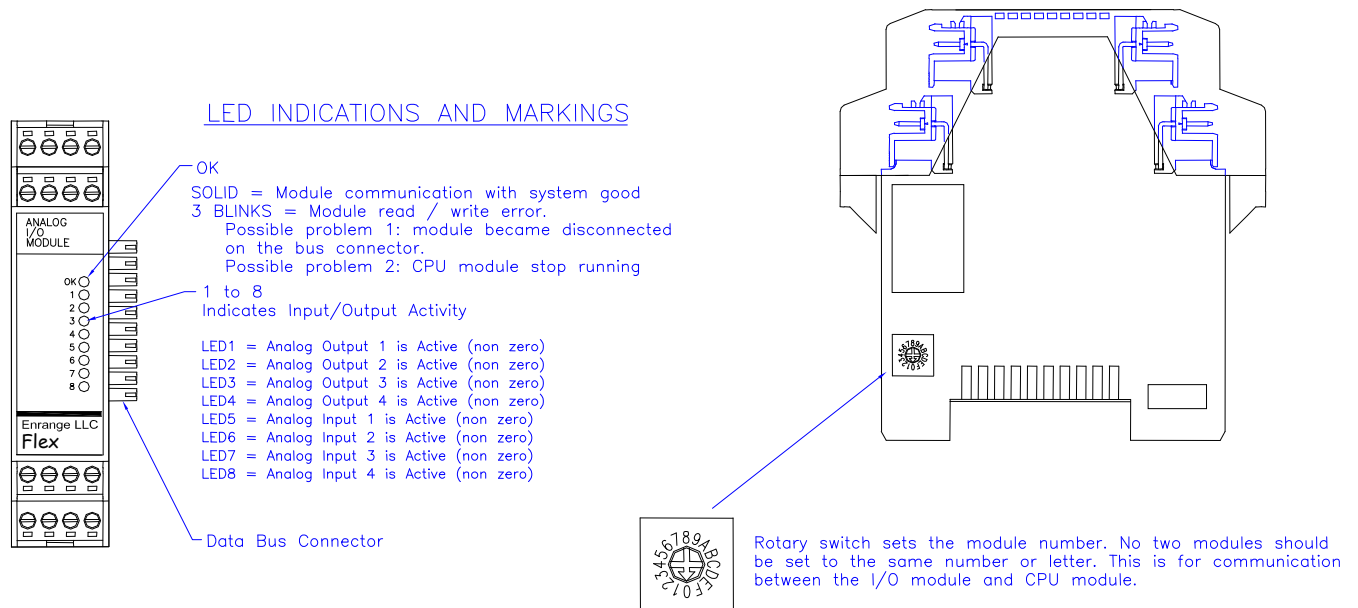 LED INDICATIONS AND MARKINGS
OK
SOLID = Module communication with system good
3 BLINKS = Module read / write error.
Possible problem 1: module became disconnected
on the bus connector.
Possible problem 2: CPU module stop running
1 to 8
Indicates Input/Output Activity
LED1 = Analog Output 1 is Active (non zero)
LED2 = Analog Output 2 is Active (non zero)
LED3 = Analog Output 3 is Active (non zero)
LED4 = Analog Output 4 is Active (non zero)
LED5 = Analog Input 1 is Active (non zero)
LED6 = Analog Input 2 is Active (non zero)
LED7 = Analog Input 3 is Active (non zero)
LED8 = Analog Input 4 is Active (non zero)
Data Bus Connector
ANALOG
I/O
MODULE
OK
1
2
3
4
5
6
7
8
Enrange LLC
Flex
0123456789ABCDEF
0123456789ABCDEF
Rotary switch sets the module number. No two modules should
be set to the same number or letter. This is for communication
between the I/O module and CPU module.